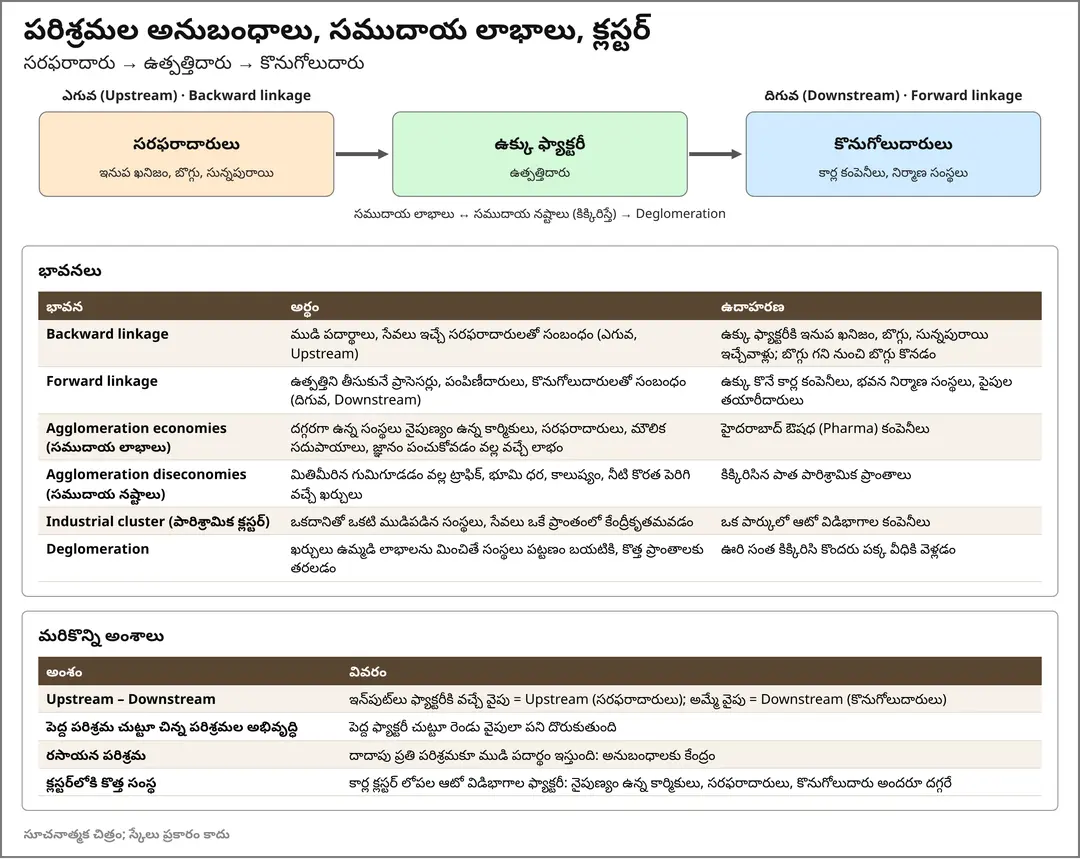 పరిశ్రమల అనుబంధాలు, సముదాయ లాభాలు, క్లస్టర్
సరఫరాదారు → ఉత్పత్తిదారు → కొనుగోలుదారు
ఎగువ (Upstream) · Backward linkage
దిగువ (Downstream) · Forward linkage
సరఫరాదారులు
ఇనుప ఖనిజం, బొగ్గు, సున్నపురాయి
ఉక్కు ఫ్యాక్టరీ
ఉత్పత్తిదారు
కొనుగోలుదారులు
కార్ల కంపెనీలు, నిర్మాణ సంస్థలు
సముదాయ లాభాలు ↔ సముదాయ నష్టాలు (కిక్కిరిస్తే) → Deglomeration
భావనలు
భావన అర్థం ఉదాహరణ
Backward linkage ముడి పదార్థాలు, సేవలు ఇచ్చే సరఫరాదారులతో సంబంధం (ఎగువ, ఉక్కు ఫ్యాక్టరీకి ఇనుప ఖనిజం, బొగ్గు, సున్నపురాయి
Upstream) ఇచ్చేవాళ్లు; బొగ్గు గని నుంచి బొగ్గు కొనడం
Forward linkage ఉత్పత్తిని తీసుకునే ప్రాసెసర్లు, పంపిణీదారులు, కొనుగోలుదారులతో సంబంధం ఉక్కు కొనే కార్ల కంపెనీలు, భవన నిర్మాణ సంస్థలు, పైపుల
(దిగువ, Downstream) తయారీదారులు
Agglomeration economies దగ్గరగా ఉన్న సంస్థలు నైపుణ్యం ఉన్న కార్మికులు, సరఫరాదారులు, మౌలిక హైదరాబాద్ ఔషధ (Pharma) కంపెనీలు
(సముదాయ లాభాలు) సదుపాయాలు, జ్ఞానం పంచుకోవడం వల్ల వచ్చే లాభం
Agglomeration diseconomies మితిమీరిన గుమిగూడడం వల్ల ట్రాఫిక్, భూమి ధర, కాలుష్యం, నీటి కొరత పెరిగి కిక్కిరిసిన పాత పారిశ్రామిక ప్రాంతాలు
(సముదాయ నష్టాలు) వచ్చే ఖర్చులు
Industrial cluster (పారిశ్రామిక క్లస్టర్) ఒకదానితో ఒకటి ముడిపడిన సంస్థలు, సేవలు ఒకే ప్రాంతంలో కేంద్రీకృతమవడం ఒక పార్కులో ఆటో విడిభాగాల కంపెనీలు
Deglomeration ఖర్చులు ఉమ్మడి లాభాలను మించితే సంస్థలు పట్టణం బయటికి, కొత్త ప్రాంతాలకు ఊరి సంత కిక్కిరిసి కొందరు పక్క వీధికి వెళ్లడం
తరలడం
మరికొన్ని అంశాలు
అంశం వివరం
Upstream – Downstream ఇన్‌పుట్‌లు ఫ్యాక్టరీకి వచ్చే వైపు = Upstream (సరఫరాదారులు); అమ్మే వైపు = Downstream (కొనుగోలుదారులు)
పెద్ద పరిశ్రమ చుట్టూ చిన్న పరిశ్రమల అభివృద్ధి పెద్ద ఫ్యాక్టరీ చుట్టూ రెండు వైపులా పని దొరుకుతుంది
రసాయన పరిశ్రమ దాదాపు ప్రతి పరిశ్రమకూ ముడి పదార్థం ఇస్తుంది: అనుబంధాలకు కేంద్రం
క్లస్టర్‌లోకి కొత్త సంస్థ కార్ల క్లస్టర్ లోపల ఆటో విడిభాగాల ఫ్యాక్టరీ: నైపుణ్యం ఉన్న కార్మికులు, సరఫరాదారులు, కొనుగోలుదారు అందరూ దగ్గరే
సూచనాత్మక చిత్రం; స్కేలు ప్రకారం కాదు